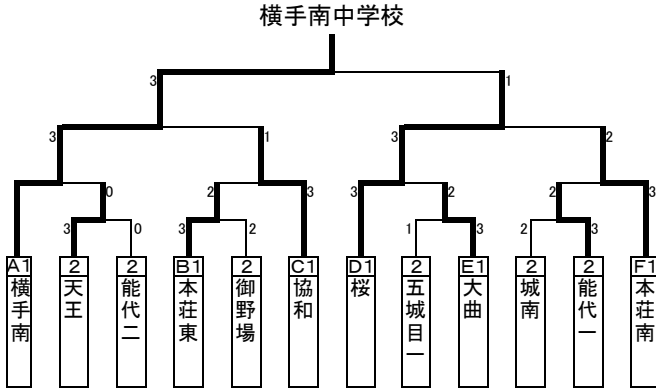 横手南中学校
3 1
3 1 3 2
0 2 3 3 2 2 3
3 0 3 2 1 3 2 3
A1 2 2 B1 2 C1 D1 2 E1 2 2 F1
横手南
天王
能代二
本荘東
御野場
協和
桜
五城目一
大曲
城南
能代一
本荘南